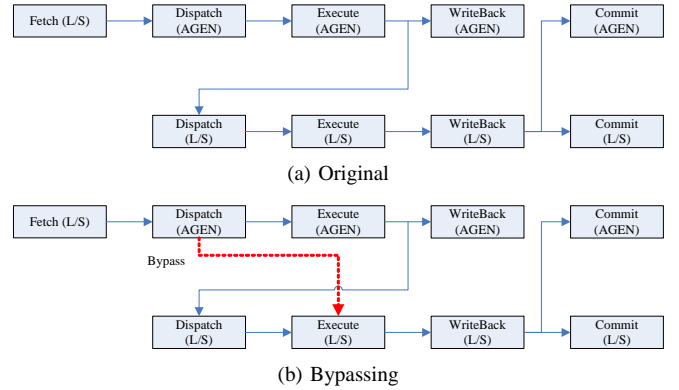 Fetch (L/S)
Dispatch
(AGEN)
Execute
(AGEN)
WriteBack
(AGEN)
Commit
(AGEN)
Dispatch
(L/S)
Execute
(L/S)
WriteBack
(L/S)
Commit
(L/S)
(a) Original
Fetch (L/S)
Dispatch
(AGEN)
Execute
(AGEN)
WriteBack
(AGEN)
Commit
(AGEN)
Bypass
Dispatch
(L/S)
Execute
(L/S)
WriteBack
(L/S)
Commit
(L/S)
(b) Bypassing